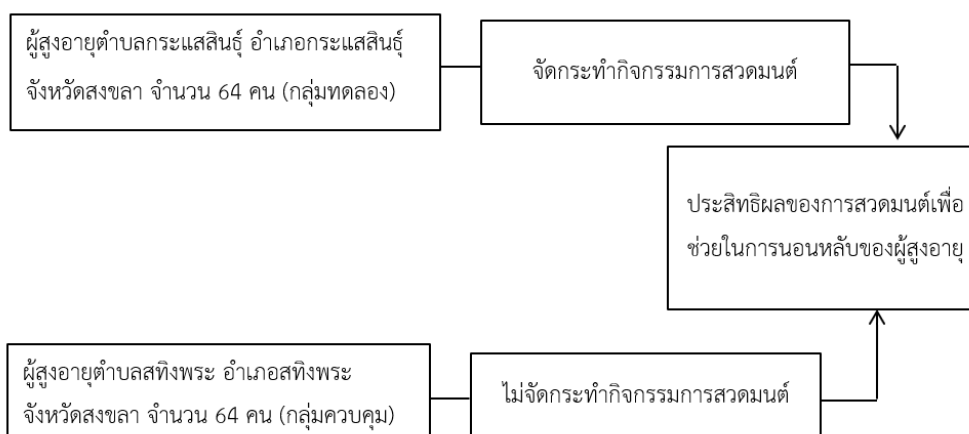 ผู้สูงอายุตำบลกระแสสินธุ์ อำเภอกระแสสินธุ์
จังหวัดสงขลา จำนวน 64 คน (กลุ่มทดลอง)
จัดกระทำกิจกรรมการสวดมนต์
ประสิทธิผลของการสวดมนต์เพื่อ
ช่วยในการนอนหลับของผู้สูงอายุ
ผู้สูงอายุตำบลสทิงพระ อำเภอสทิงพระ
จังหวัดสงขลา จำนวน 64 คน (กลุ่มควบคุม)
ไม่จัดกระทำกิจกรรมการสวดมนต์